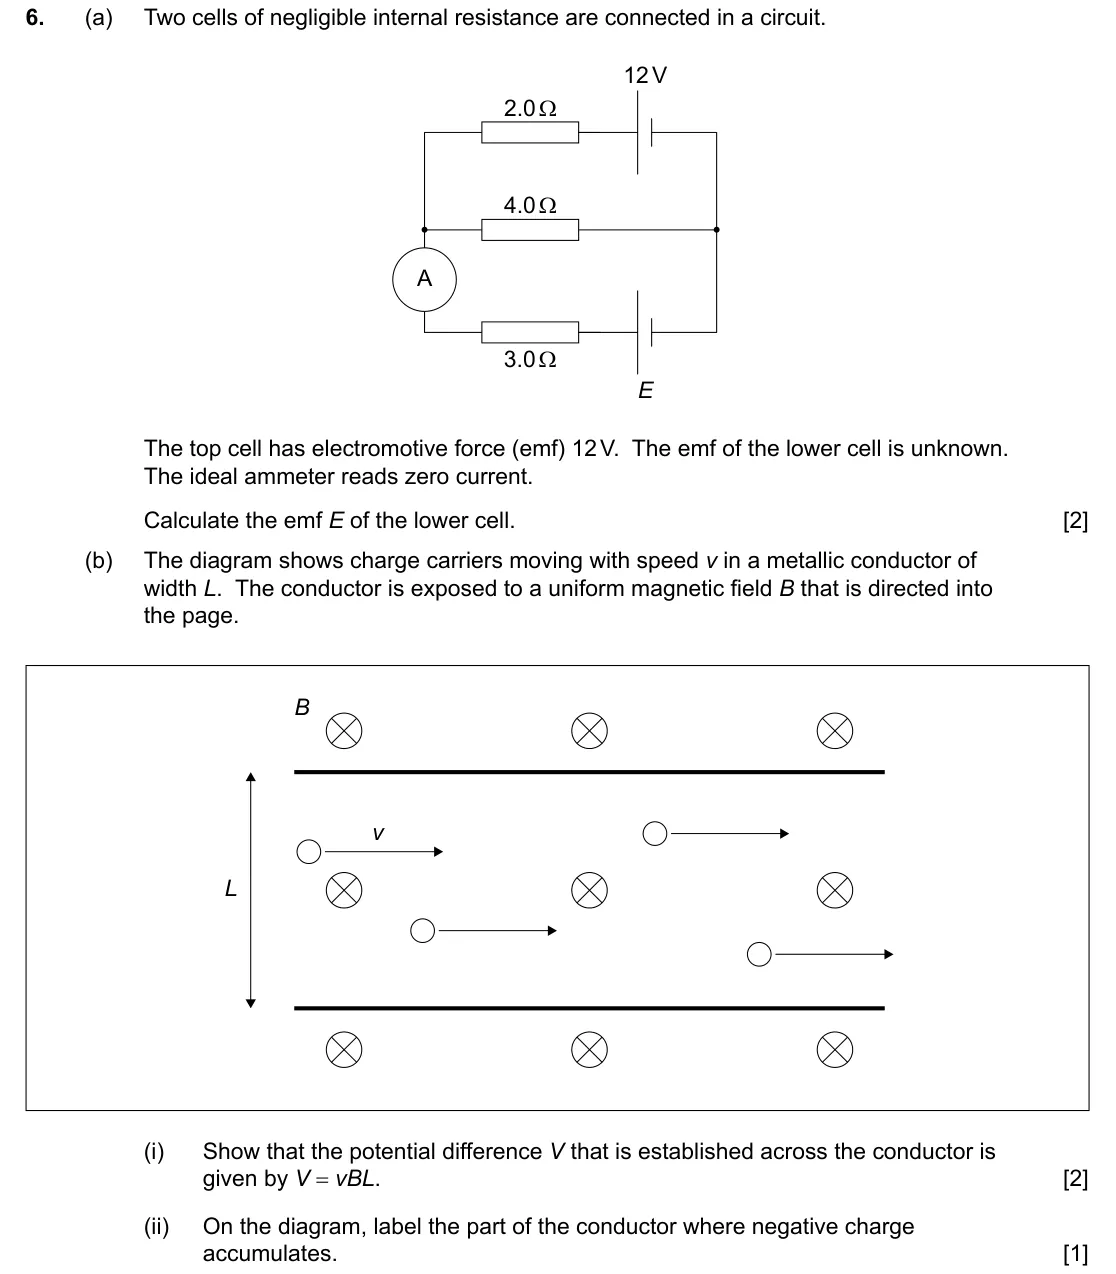 6. (a) Two cells of negligible internal resistance are connected in a circuit.
12 V
2.0 Ω
4.0 Ω
A
3.0 Ω
E
The top cell has electromotive force (emf) 12 V. The emf of the lower cell is unknown.
The ideal ammeter reads zero current.
Calculate the emf E of the lower cell. [2]
(b) The diagram shows charge carriers moving with speed v in a metallic conductor of
width L. The conductor is exposed to a uniform magnetic field B that is directed into
the page.
B
v
L
(i) Show that the potential difference V that is established across the conductor is
given by V = vBL. [2]
(ii) On the diagram, label the part of the conductor where negative charge
accumulates. [1]